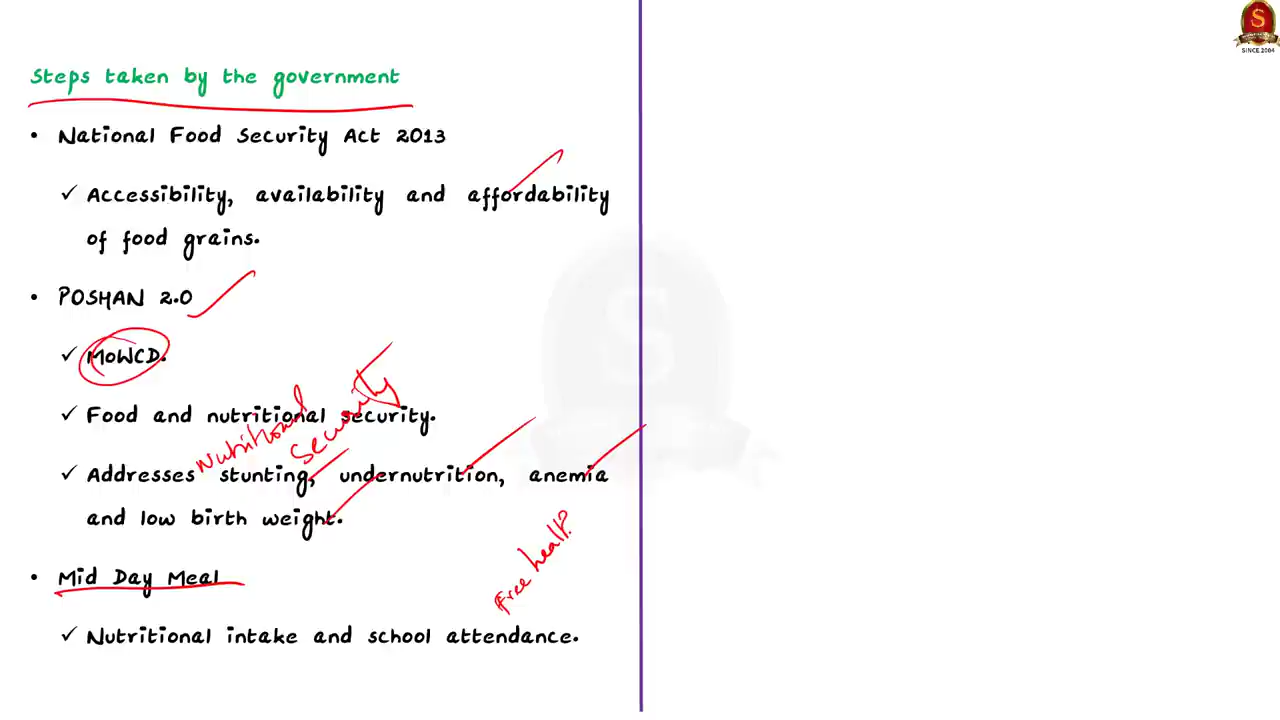 SINCE 2004
Steps taken by the government
• National Food Security Act 2013
✓ Accessibility, availability and affordability
of food grains.
• POSHAN 2.0
✓ MoWCD.
✓ Food and nutritional security.
Nutritional
Security
✓ Addresses stunting, undernutrition, anemia
and low birth weight.
Free
• Mid Day Meal
✓ Nutritional intake and school attendance.